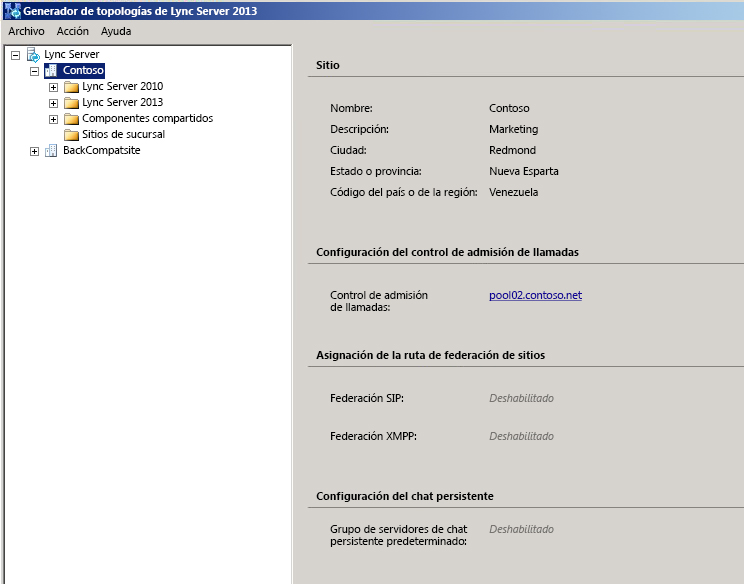 Generador de topologías de Lync Server 2013
Archivo Acción Ayuda
Lync Server
Contoso
Lync Server 2010
Lync Server 2013
Componentes compartidos
Sitios de sucursal
BackCompatsite
Sitio
Nombre: Contoso
Descripción: Marketing
Ciudad: Redmond
Estado o provincia: Nueva Esparta
Código del país o de la región: Venezuela
Configuración del control de admisión de llamadas
Control de admisión pool02.contoso.net
de llamadas:
Asignación de la ruta de federación de sitios
Federación SIP: Deshabilitado
Federación XMPP: Deshabilitado
Configuración del chat persistente
Grupo de servidores de chat Deshabilitado
persistente predeterminado: